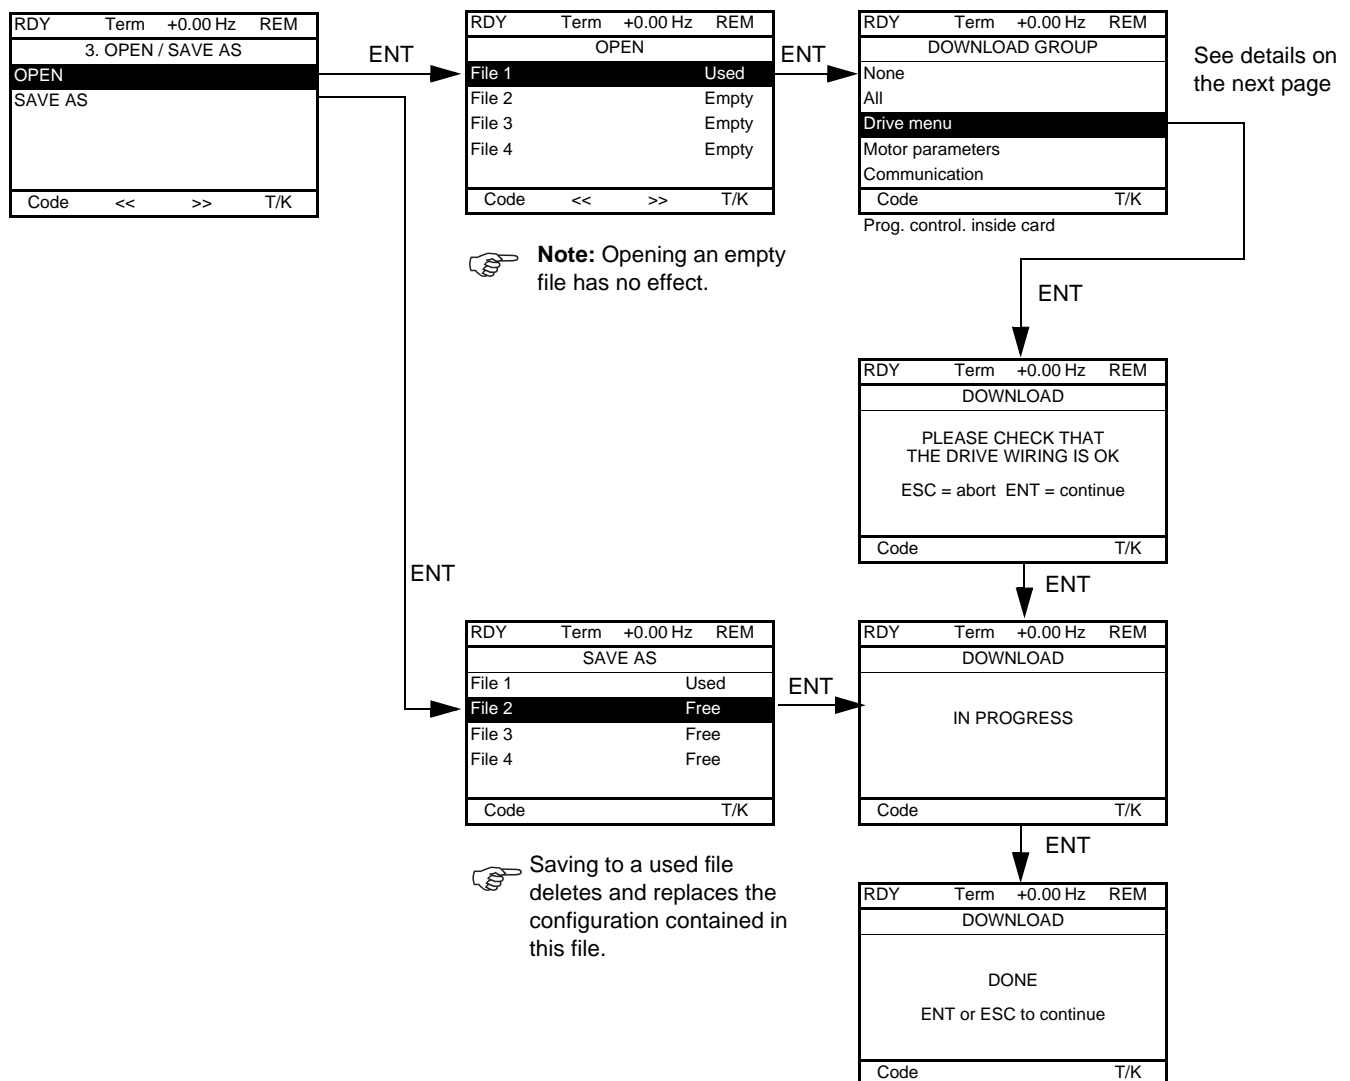 RDY Term +0.00 Hz REM
3. OPEN / SAVE AS
OPEN
SAVE AS
Code << >> T/K
ENT
RDY Term +0.00 Hz REM
OPEN
File 1 Used
File 2 Empty
File 3 Empty
File 4 Empty
Code << >> T/K
Note: Opening an empty
file has no effect.
ENT
RDY Term +0.00 Hz REM
DOWNLOAD GROUP
None
All
Drive menu
Motor parameters
Communication
Code T/K
Prog. control. inside card
See details on
the next page
ENT
RDY Term +0.00 Hz REM
DOWNLOAD
PLEASE CHECK THAT
THE DRIVE WIRING IS OK
ESC = abort ENT = continue
Code T/K
ENT
ENT
RDY Term +0.00 Hz REM
SAVE AS
File 1 Used
File 2 Free
File 3 Free
File 4 Free
Code T/K
Saving to a used file
deletes and replaces the
configuration contained in
this file.
ENT
RDY Term +0.00 Hz REM
DOWNLOAD
IN PROGRESS
Code T/K
ENT
RDY Term +0.00 Hz REM
DOWNLOAD
DONE
ENT or ESC to continue
Code T/K